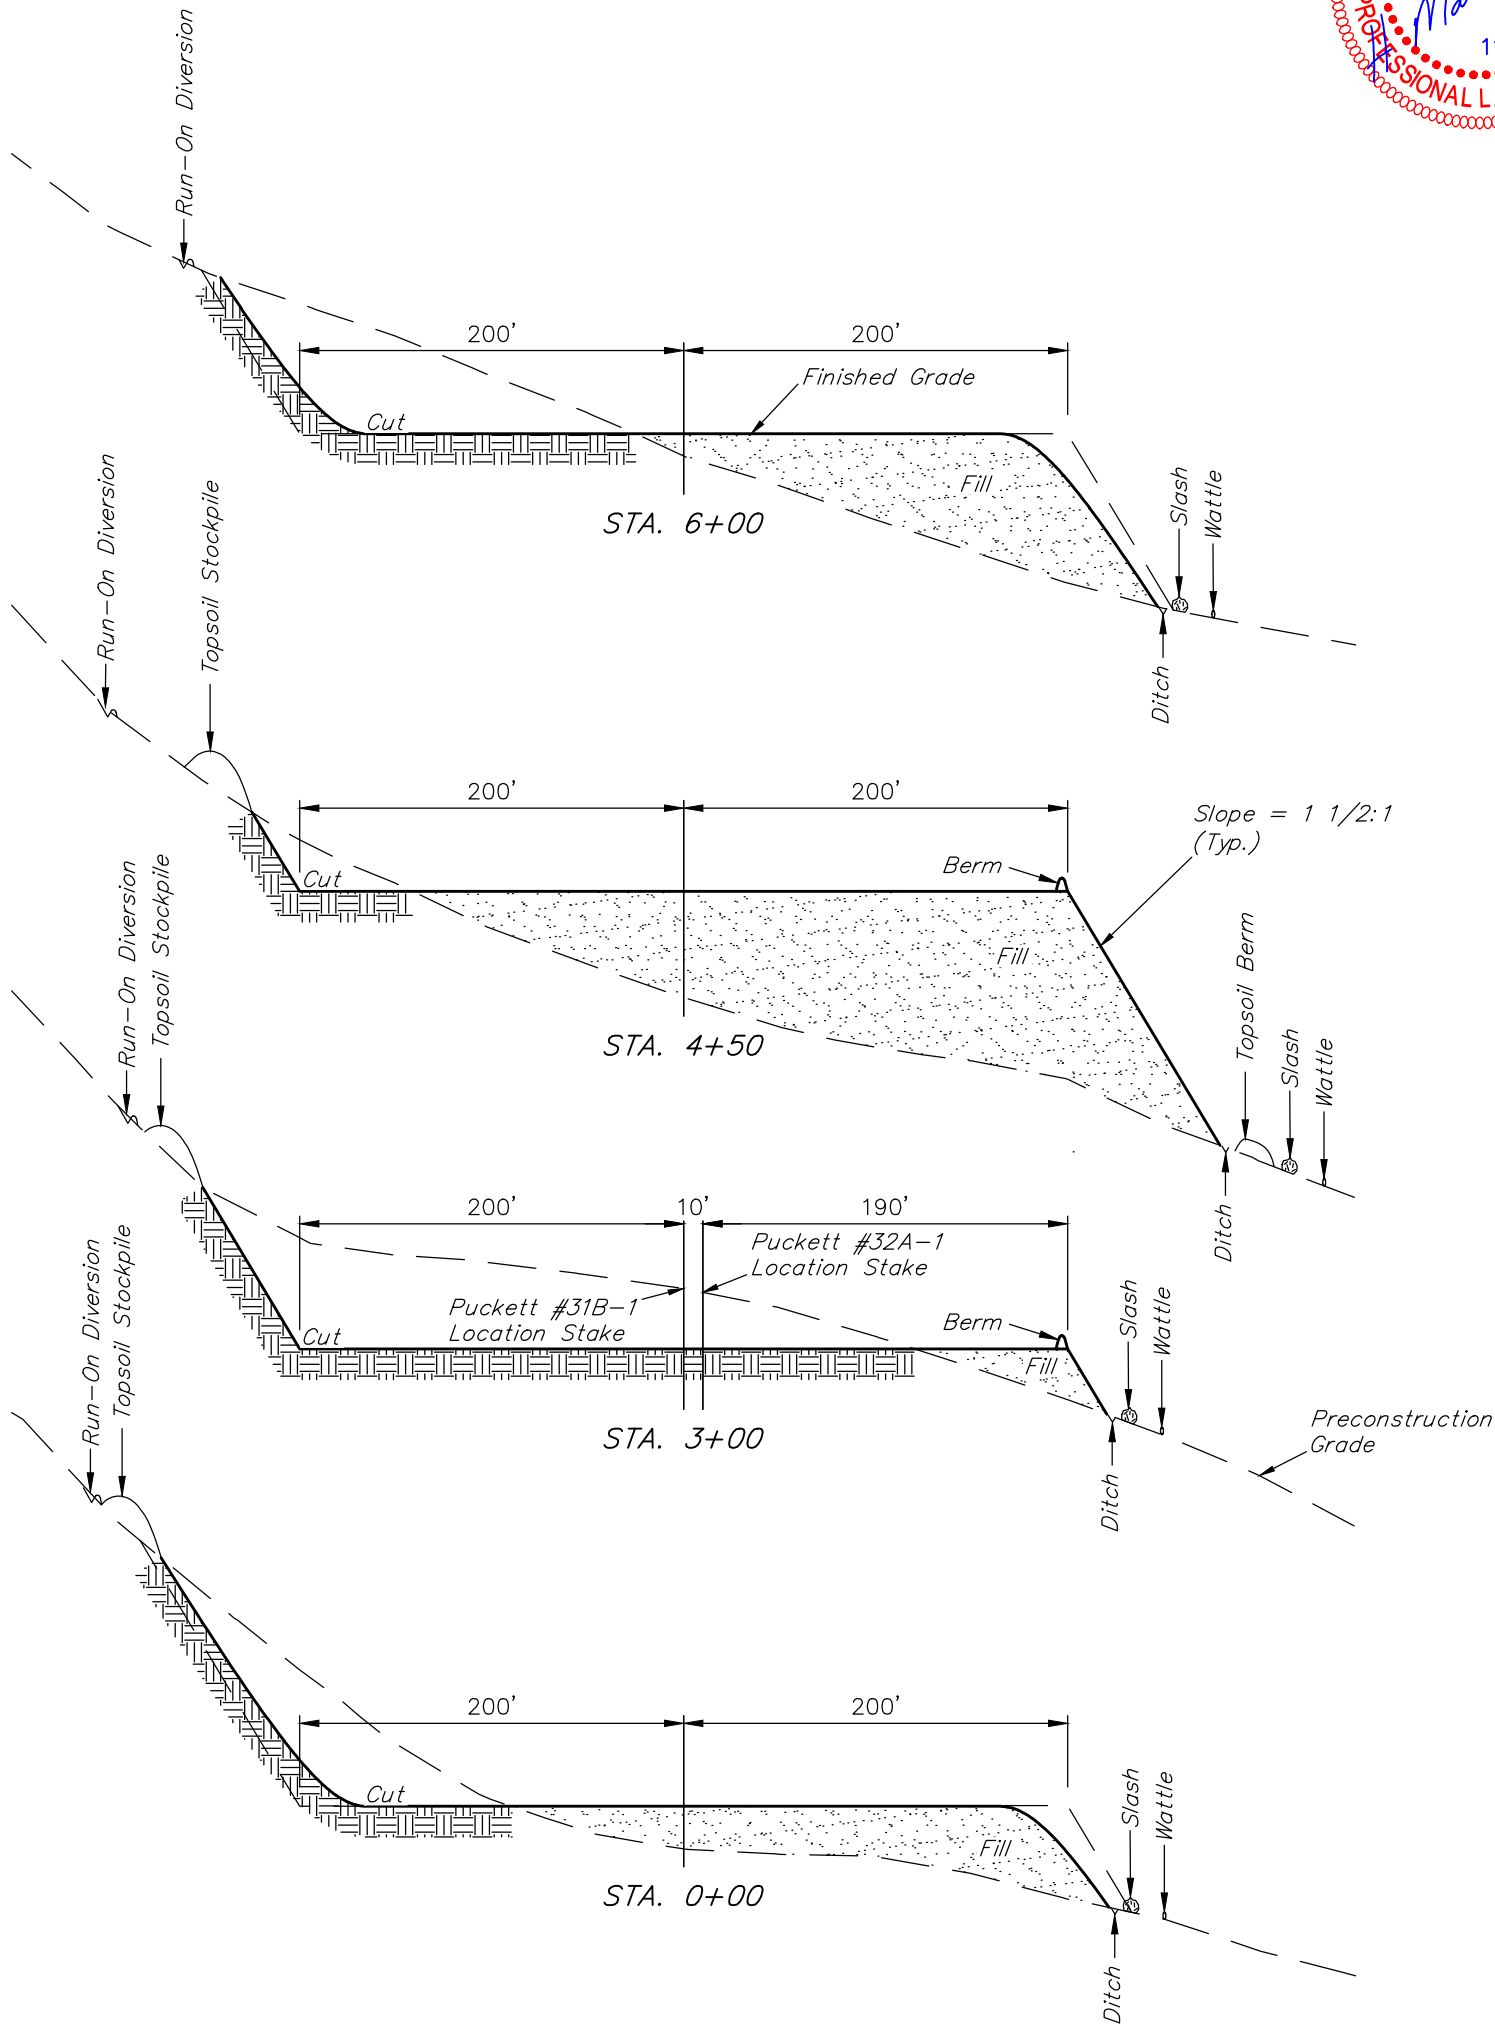 PROFESSIONAL L
Run-On Diversion
200'
200'
Finished Grade
Cut
Fill
Slash
Wattle
Ditch
STA. 6+00
Run-On Diversion
Topsoil Stockpile
200'
200'
Slope = 1 1/2:1
(Typ.)
Berm
Cut
Fill
Topsoil Berm
Slash
Wattle
Ditch
STA. 4+50
Run-On Diversion
Topsoil Stockpile
200'
10'
190'
Puckett #32A-1
Location Stake
Puckett #31B-1
Location Stake
Berm
Cut
Fill
Slash
Wattle
Ditch
Preconstruction
Grade
STA. 3+00
Run-On Diversion
Topsoil Stockpile
200'
200'
Cut
Fill
Slash
Wattle
Ditch
STA. 0+00